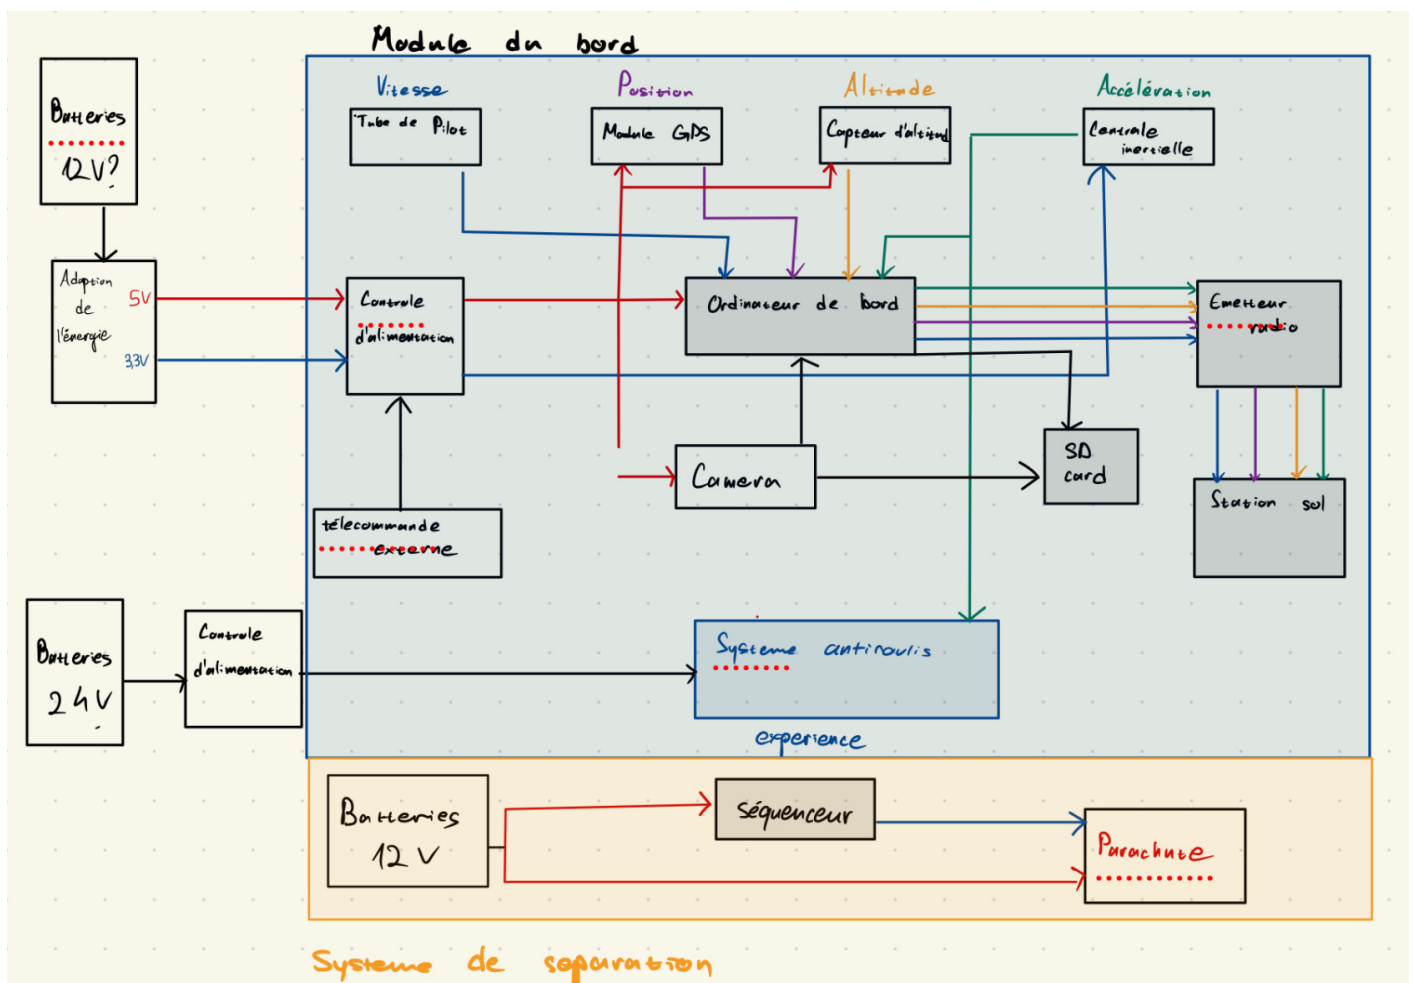 Module du bord
Batteries
12V?
Adaption
de
l'énergie
5V
3,3V
Vitesse
Tube de Pilot
Position
Module GPS
Altitude
Capteur d'altitud
Accélération
Centrale
inertielle
Controle
d'alimentation
Ordinateur de bord
Emetteur
radio
Camera
SD
card
Station sol
télécommande
externe
Batteries
24V
Controle
d'alimentation
Systeme antiroulis
experience
Batteries
12 V
séquenceur
Parachute
Systeme de separation